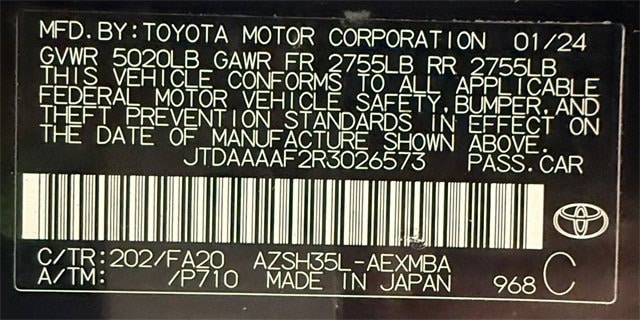 MFD.BY:TOYOTA MOTOR CORPORATION 01/24
GVWR 5020LB GAWR FR 2755LB RR 2755LB
THIS VEHICLE CONFORMS TO ALL APPLICABLE
FEDERAL MOTOR VEHICLE SAFETY,BUMPER,AND
THEFT PREVENTION STANDARDS IN EFFECT ON
THE DATE OF MANUFACTURE SHOWN ABOVE.
JTDAAAAF2R3026573 PASS.CAR
C/TR:202/FA20 AZSH35L-AEXMBA
A/TM: /P710 MADE IN JAPAN 968 C